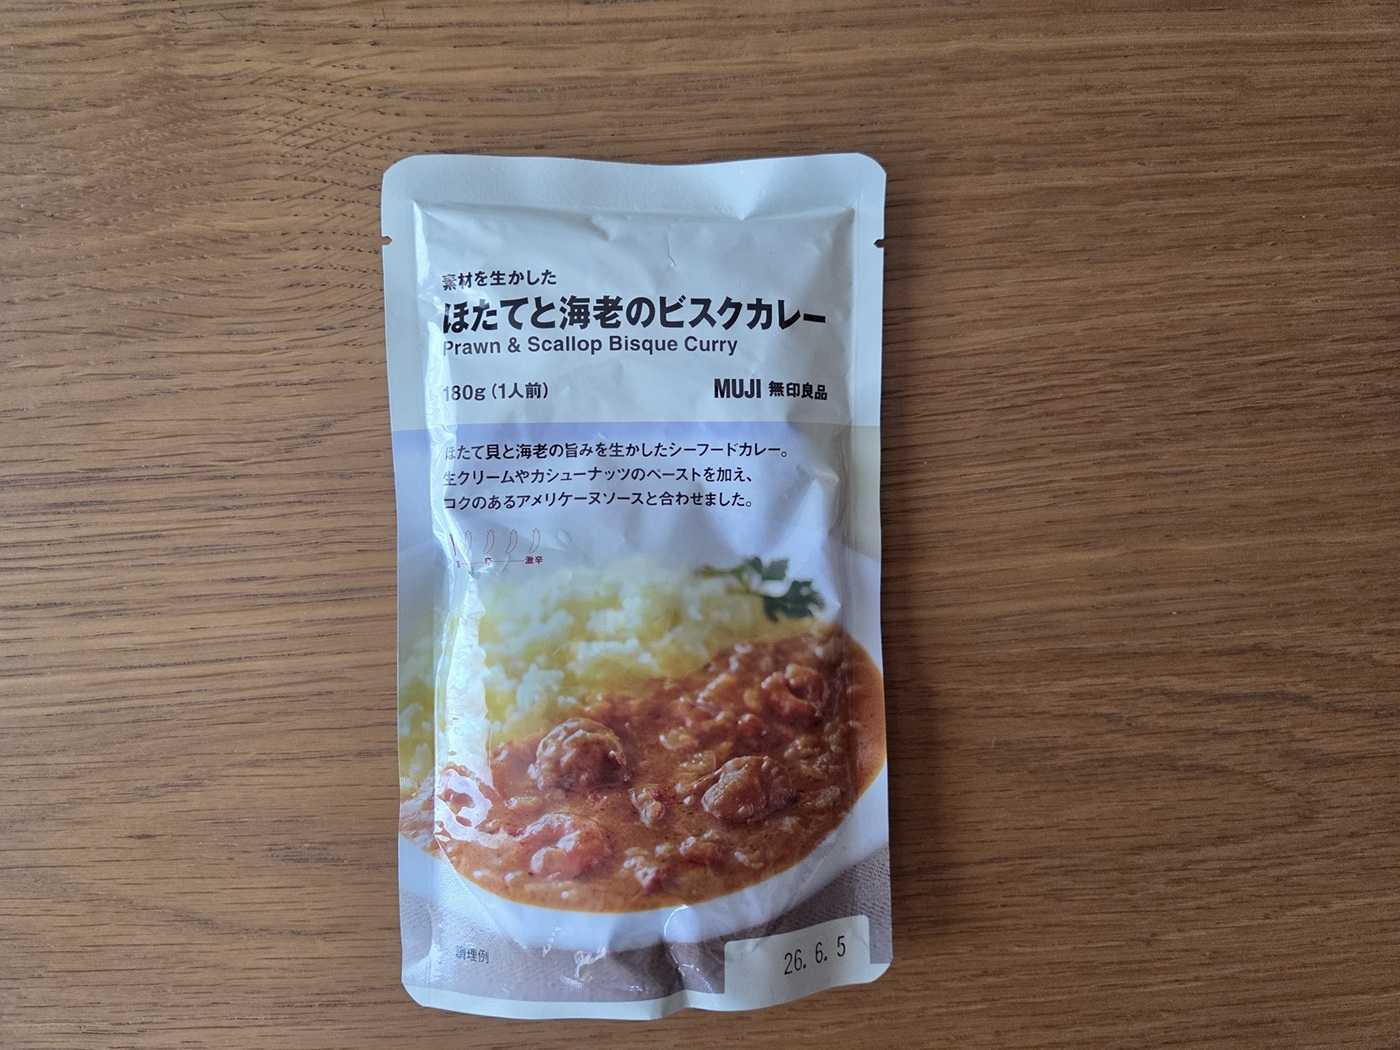 素材を生かした
ほたてと海老のビスクカレー
Prawn & Scallop Bisque Curry
180g（1人前） MUJI 無印良品
ほたて貝と海老の旨みを生かしたシーフードカレー。
生クリームやカシューナッツのペーストを加え、
コクのあるアメリケーヌソースと合わせました。
激辛
調理例
26. 6. 5